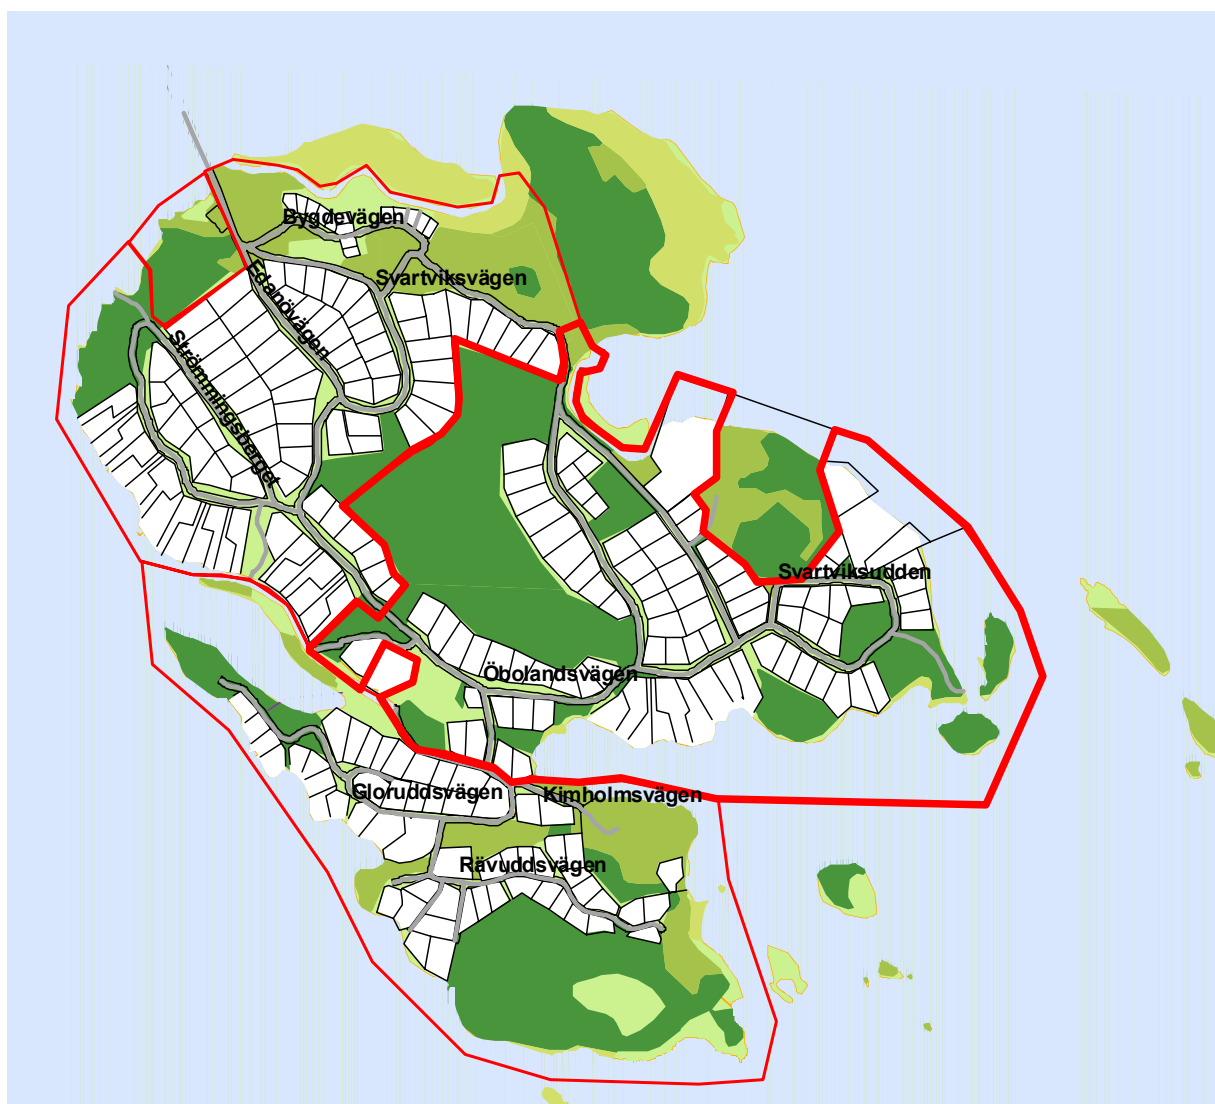 Bygdevägen
Svartviksvägen
Edanövägen
Strömmingsberget
Svartviksudden
Öbolandsvägen
Gloruddsvägen
Kimholmsvägen
Rävuddsvägen